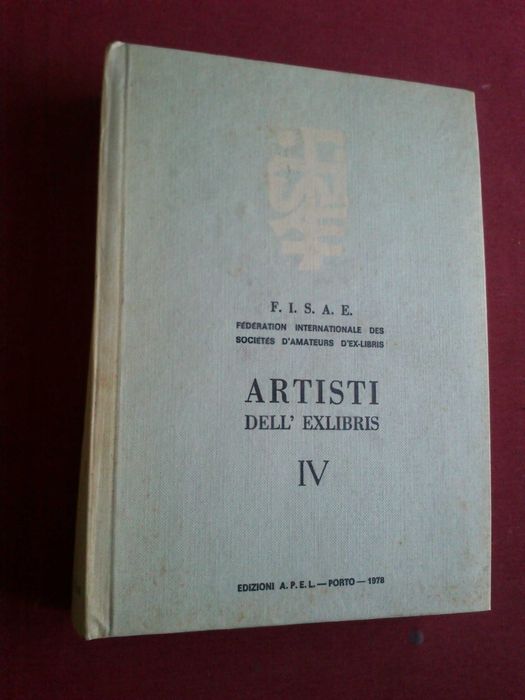 F. I. S. A. E.
FÉDÉRATION INTERNATIONALE DES
SOCIÉTÉS D'AMATEURS D'EX-LIBRIS
ARTISTI
DELL' EXLIBRIS
IV
EDIZIONI A. P. E. L. — PORTO — 1978